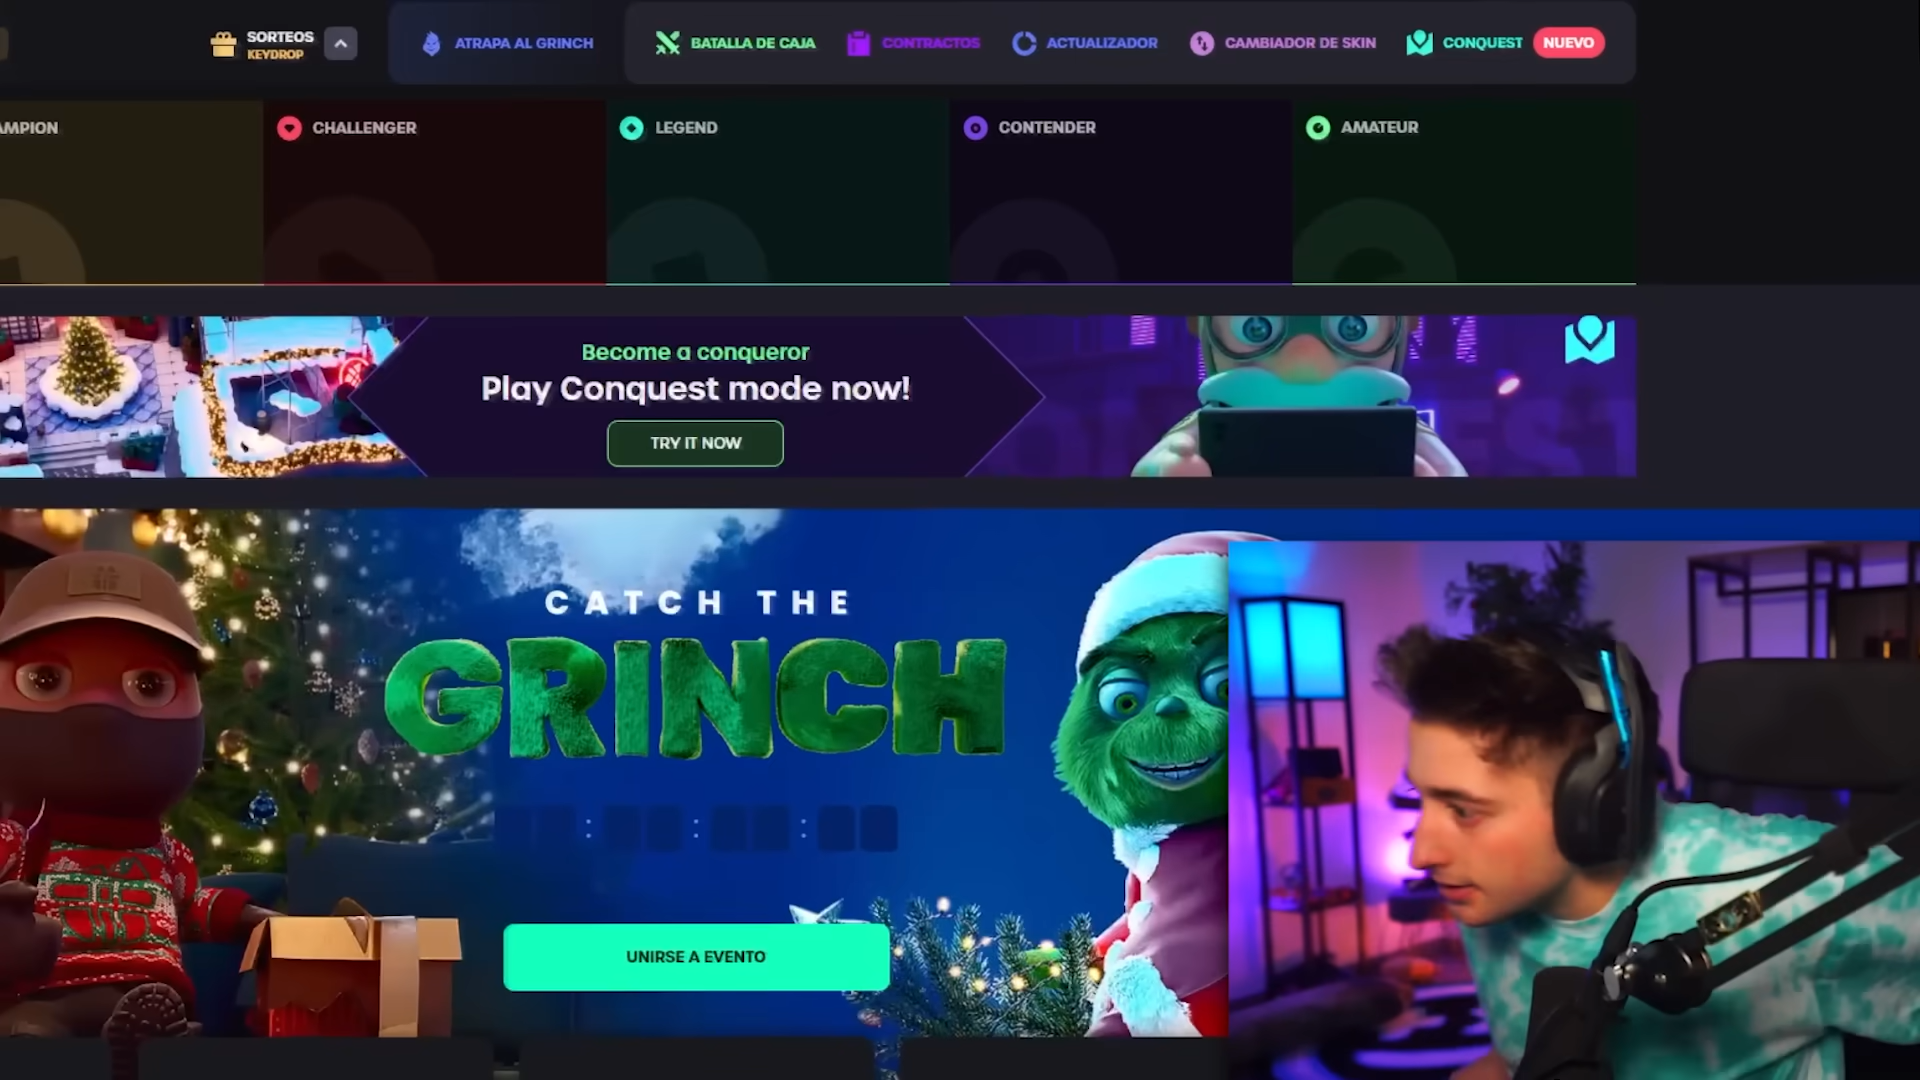 SORTEOS
KEYDROP
ATRAPA AL GRINCH
BATALLA DE CAJA
CONTRACTOS
ACTUALIZADOR
CAMBIADOR DE SKIN
CONQUEST
NUEVO
CHALLENGER
LEGEND
CONTENDER
AMATEUR
Become a conqueror
Play Conquest mode now!
TRY IT NOW
CATCH THE
GRINCH
UNIRSE A EVENTO